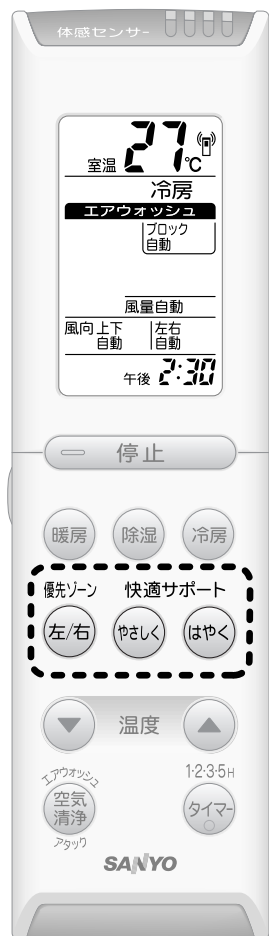 体感センサー
室温 27℃
冷房
エアウォッシュ
ブロック
自動
風量自動
風向 上下 左右
自動 自動
午後 2:30
停止
暖房 除湿 冷房
優先ゾーン 快適サポート
左/右 やさしく はやく
温度
エアウォッシュ 1・2・3・5H
空気
清浄 タイマー
アタック
SANYO